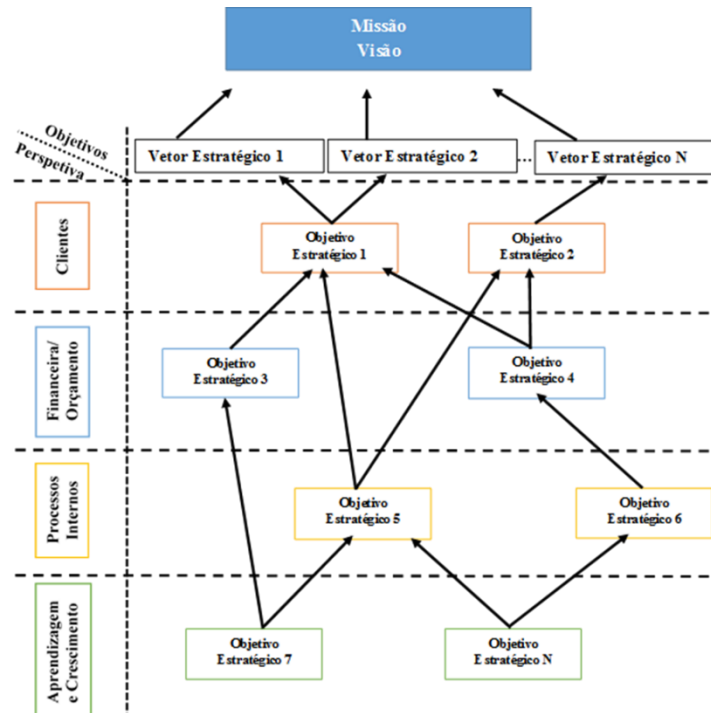 Missão
Visão
Objetivos
Perspetiva
Vetor Estratégico 1
Vetor Estratégico 2
....
Vetor Estratégico N
Clientes
Objetivo
Estratégico 1
Objetivo
Estratégico 2
Financeira/
Orçamento
Objetivo
Estratégico 3
Objetivo
Estratégico 4
Processos
Internos
Objetivo
Estratégico 5
Objetivo
Estratégico 6
Aprendizagem
e Crescimento
Objetivo
Estratégico 7
Objetivo
Estratégico N